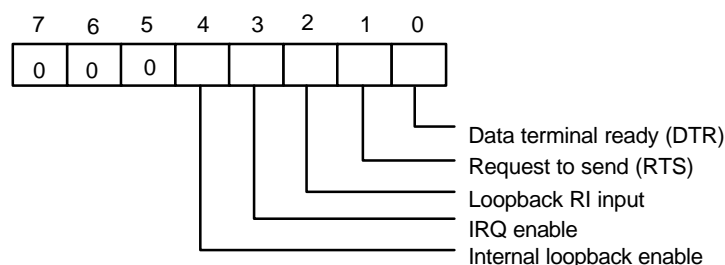 7 6 5 4 3 2 1 0
0 0 0
Data terminal ready (DTR)
Request to send (RTS)
Loopback RI input
IRQ enable
Internal loopback enable